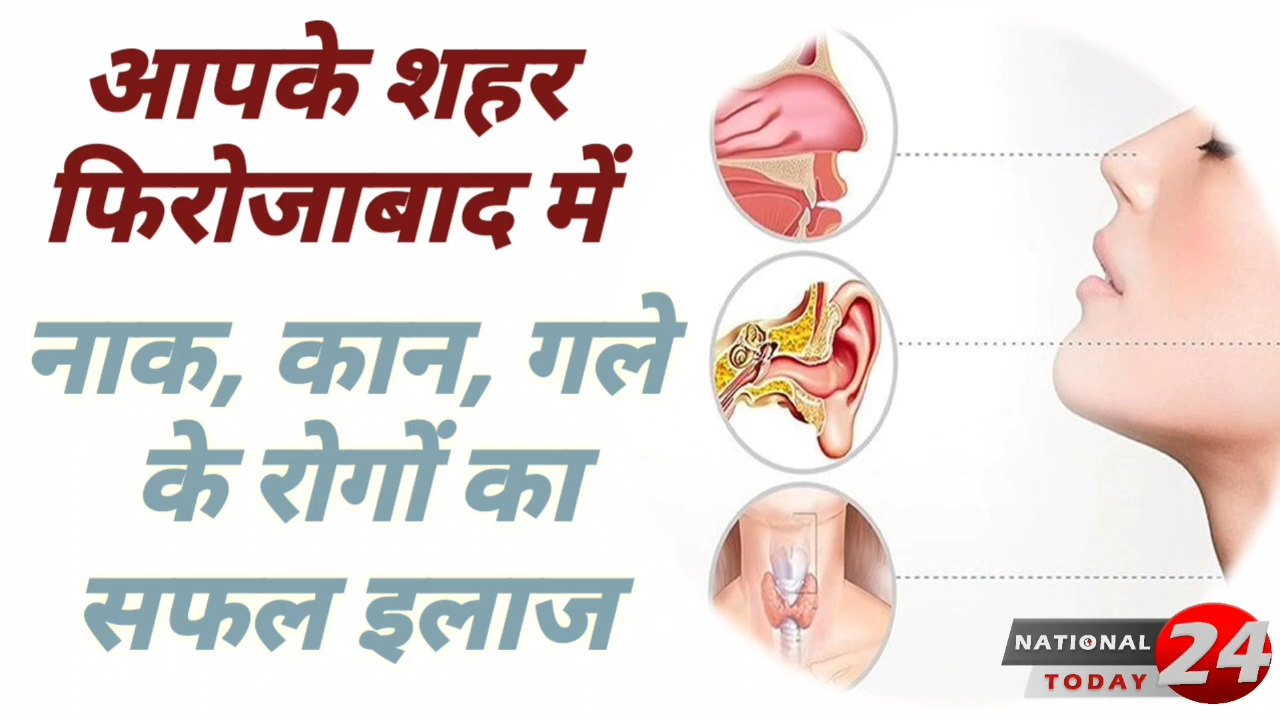 आपके शहर
फिरोजाबाद में
नाक, कान, गले
के रोगों का
सफल इलाज
NATIONAL
TODAY
24